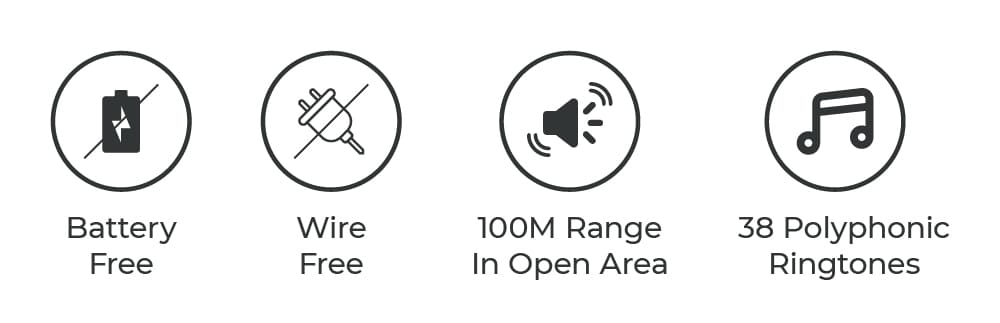 Battery
Free
Wire
Free
100M Range
In Open Area
38 Polyphonic
Ringtones